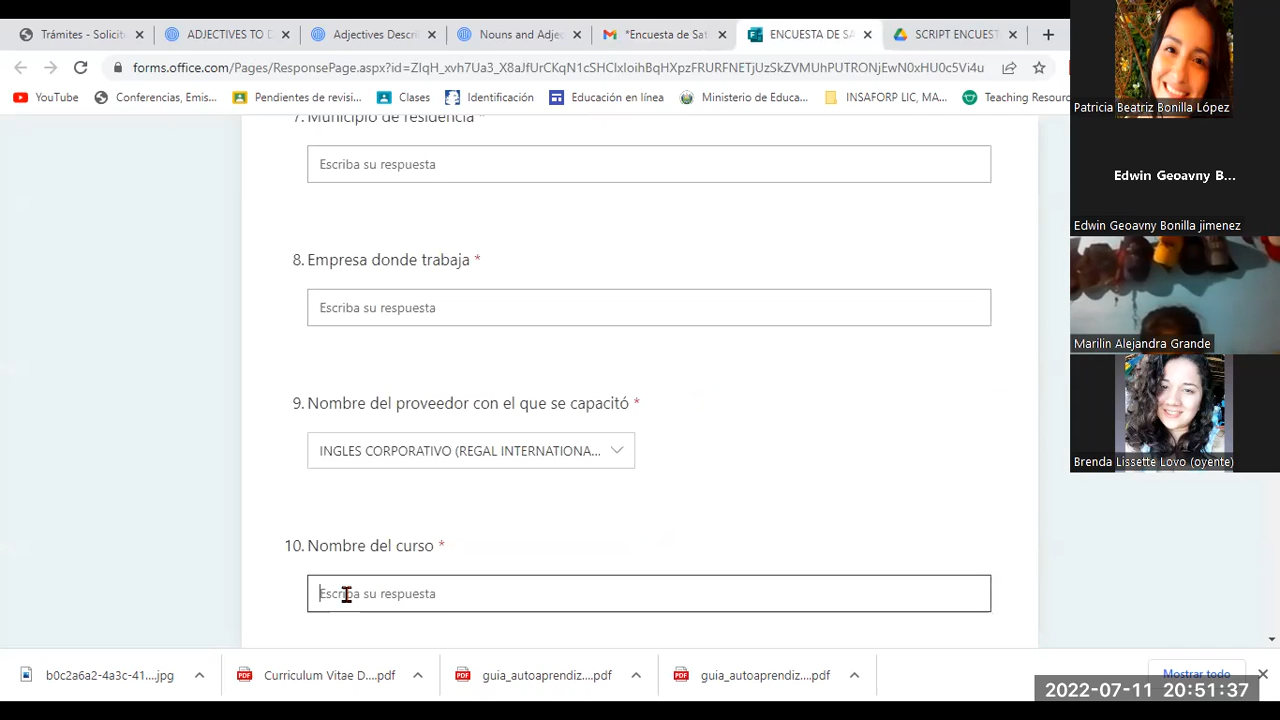 Trámites - Solicit
ADJECTIVES TO D
Adjectives Descri
Nouns and Adjec
*Encuesta de Sat
ENCUESTA DE SA
SCRIPT ENCUEST
forms.office.com/Pages/ResponsePage.aspx?id=
YouTube
Conferencias, Emis...
Pendientes de revisi...
Clases
Identificación
Educación en línea
Ministerio de Educa...
INSAFORP LIC, MA...
Teaching Resourc
7. Municipio de residencia *
Escriba su respuesta
8. Empresa donde trabaja *
Escriba su respuesta
9. Nombre del proveedor con el que se capacitó *
INGLES CORPORATIVO (REGAL INTERNATIONA...
10. Nombre del curso *
Escriba su respuesta
Patricia Beatriz Bonilla López
Edwin Geoavny B...
Edwin Geoavny Bonilla jimenez
Marilin Alejandra Grande
Brenda Lissette Lovo (oyente)
b0c2a6a2-4a3c-41....jpg
Curriculum Vitae D....pdf
guia_autoaprendiz....pdf
guia_autoaprendiz....pdf
Mostrar todo
2022-07-11 20:51:37